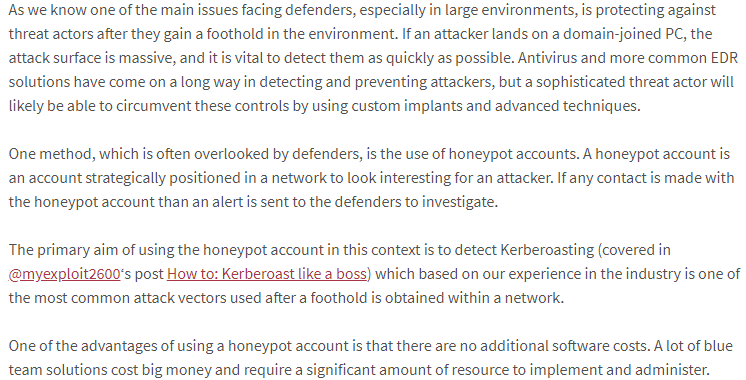 As we know one of the main issues facing defenders, especially in large environments, is protecting against
threat actors after they gain a foothold in the environment. If an attacker lands on a domain-joined PC, the
attack surface is massive, and it is vital to detect them as quickly as possible. Antivirus and more common EDR
solutions have come on a long way in detecting and preventing attackers, but a sophisticated threat actor will
likely be able to circumvent these controls by using custom implants and advanced techniques.
One method, which is often overlooked by defenders, is the use of honeypot accounts. A honeypot account is
an account strategically positioned in a network to look interesting for an attacker. If any contact is made with
the honeypot account than an alert is sent to the defenders to investigate.
The primary aim of using the honeypot account in this context is to detect Kerberoasting (covered in
@myexploit2600's post How to: Kerberoast like a boss) which based on our experience in the industry is one of
the most common attack vectors used after a foothold is obtained within a network.
One of the advantages of using a honeypot account is that there are no additional software costs. A lot of blue
team solutions cost big money and require a significant amount of resource to implement and administer.